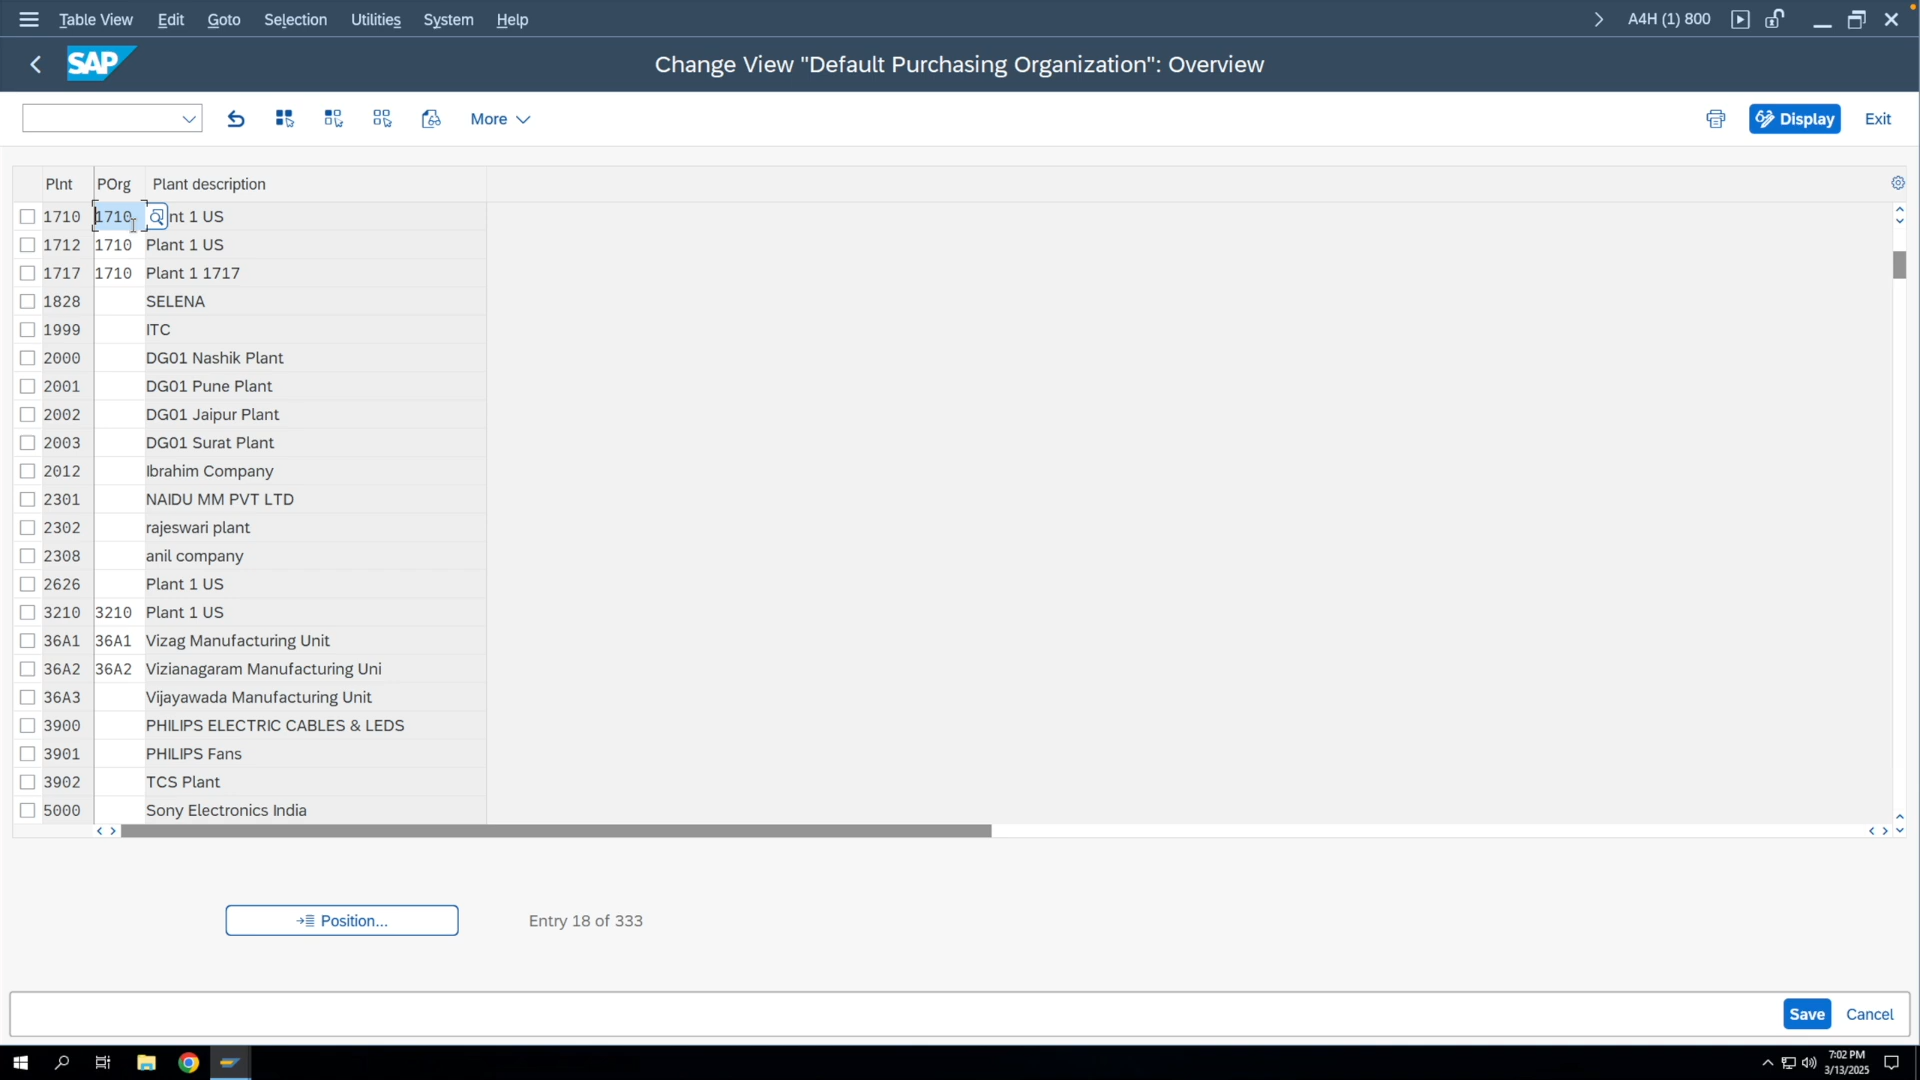 Table View Edit Goto Selection Utilities System Help A4H (1) 800
SAP Change View "Default Purchasing Organization": Overview
More Display Exit
Plnt POrg Plant description
1710 1710 nt 1 US
1712 1710 Plant 1 US
1717 1710 Plant 1 1717
1828 SELENA
1999 ITC
2000 DG01 Nashik Plant
2001 DG01 Pune Plant
2002 DG01 Jaipur Plant
2003 DG01 Surat Plant
2012 Ibrahim Company
2301 NAIDU MM PVT LTD
2302 rajeswari plant
2308 anil company
2626 Plant 1 US
3210 3210 Plant 1 US
36A1 36A1 Vizag Manufacturing Unit
36A2 36A2 Vizianagaram Manufacturing Uni
36A3 Vijayawada Manufacturing Unit
3900 PHILIPS ELECTRIC CABLES & LEDS
3901 PHILIPS Fans
3902 TCS Plant
5000 Sony Electronics India
Position... Entry 18 of 333
Save Cancel
7:02 PM
3/13/2025